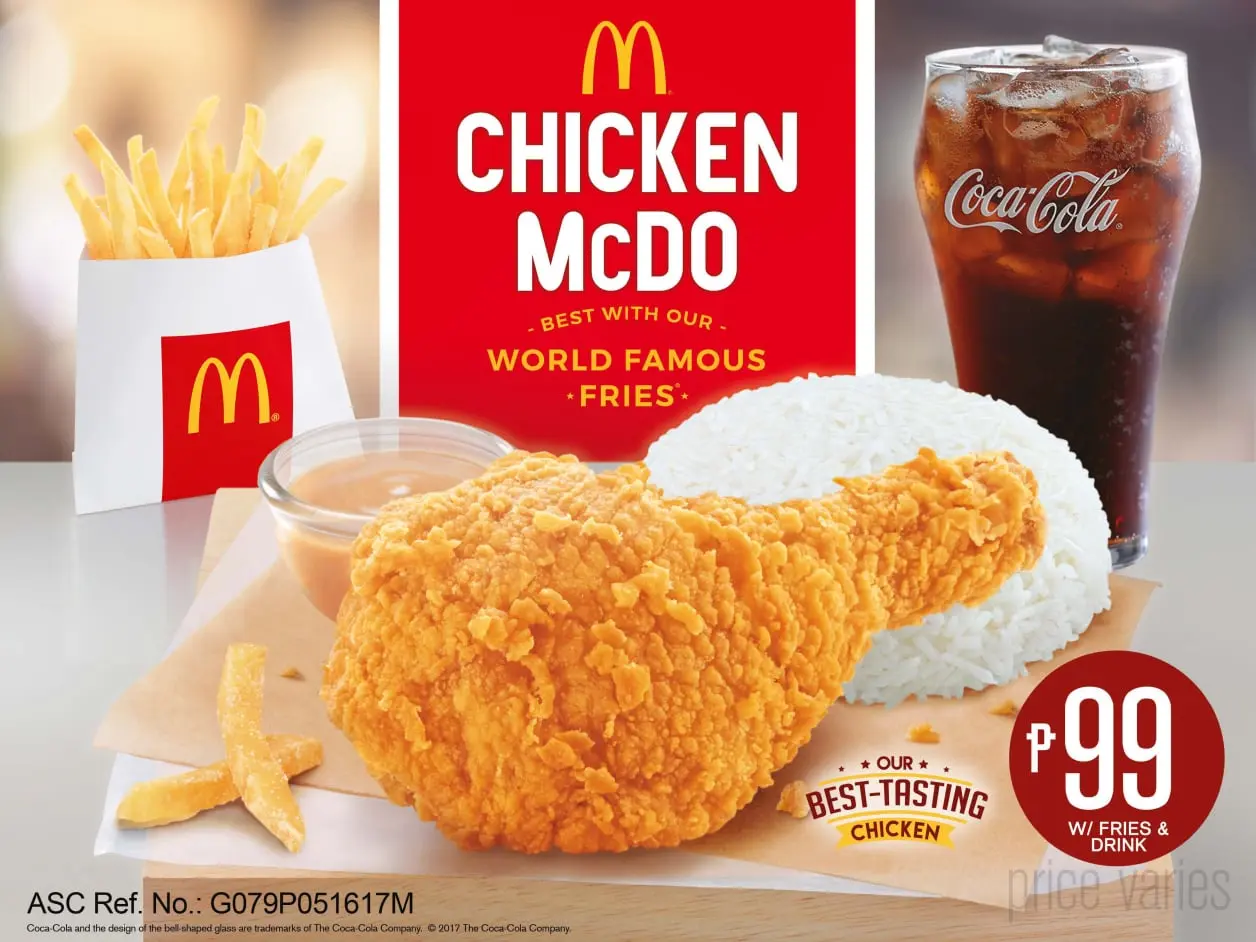 CHICKEN
McDO
- BEST WITH OUR -
WORLD FAMOUS
FRIES®
Coca-Cola®
OUR
BEST-TASTING
CHICKEN
₱99
W/ FRIES &
DRINK
price varies
ASC Ref. No.: G079P051617M
Coca-Cola and the design of the bell-shaped glass are trademarks of The Coca-Cola Company. © 2017 The Coca-Cola Company.